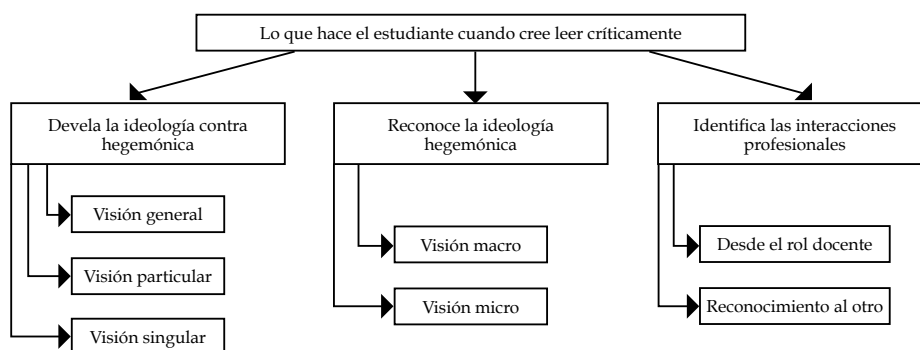 Lo que hace el estudiante cuando cree leer críticamente
Devela la ideología contra
hegemónica
Visión general
Visión particular
Visión singular
Reconoce la ideología
hegemónica
Visión macro
Visión micro
Identifica las interacciones
profesionales
Desde el rol docente
Reconocimiento al otro